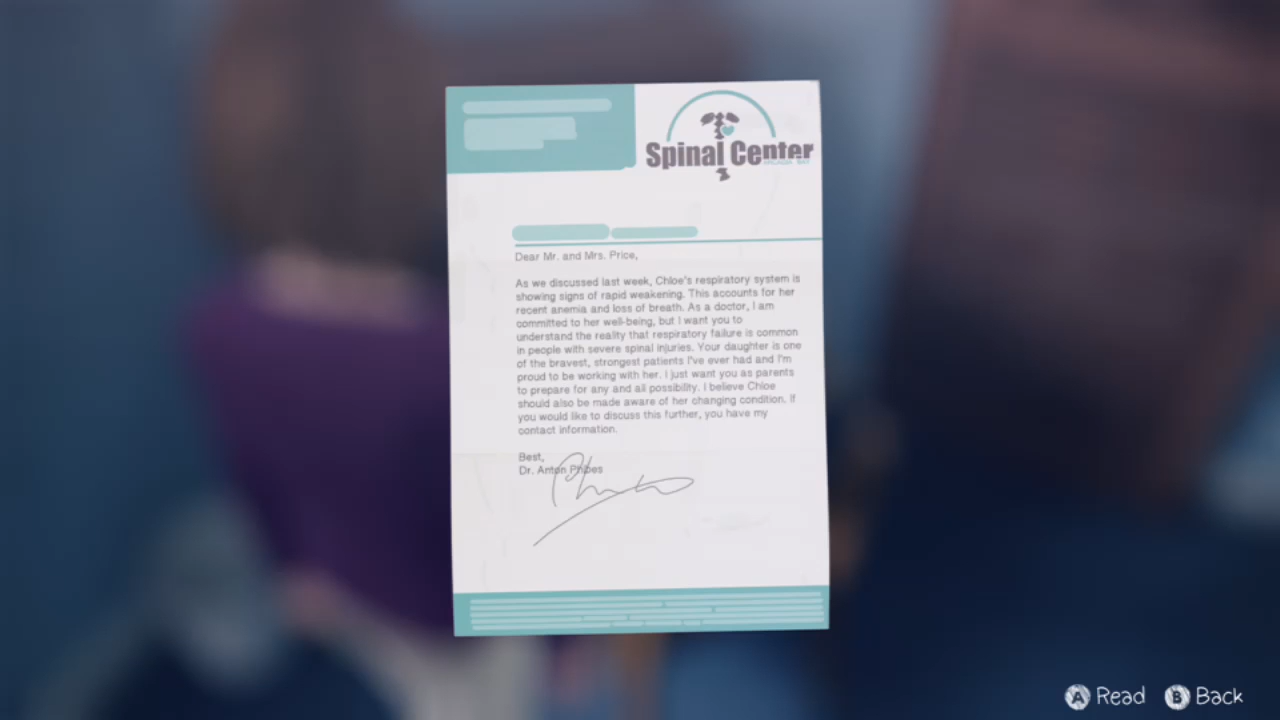 Spinal Center
Dear Mr. and Mrs. Price,
As we discussed last week, Chloe's respiratory system is
showing signs of rapid weakening. This accounts for her
recent anemia and loss of breath. As a doctor, I am
committed to her well-being, but I want you to
understand the reality that respiratory failure is common
in people with severe spinal injuries. Your daughter is one
of the bravest, strongest patients I've ever had and I'm
proud to be working with her. I just want you as parents
to prepare for any and all possibility. I believe Chloe
should also be made aware of her changing condition. If
you would like to discuss this further, you have my
contact information.
Best,
Dr. Anton Phibes
A Read B Back